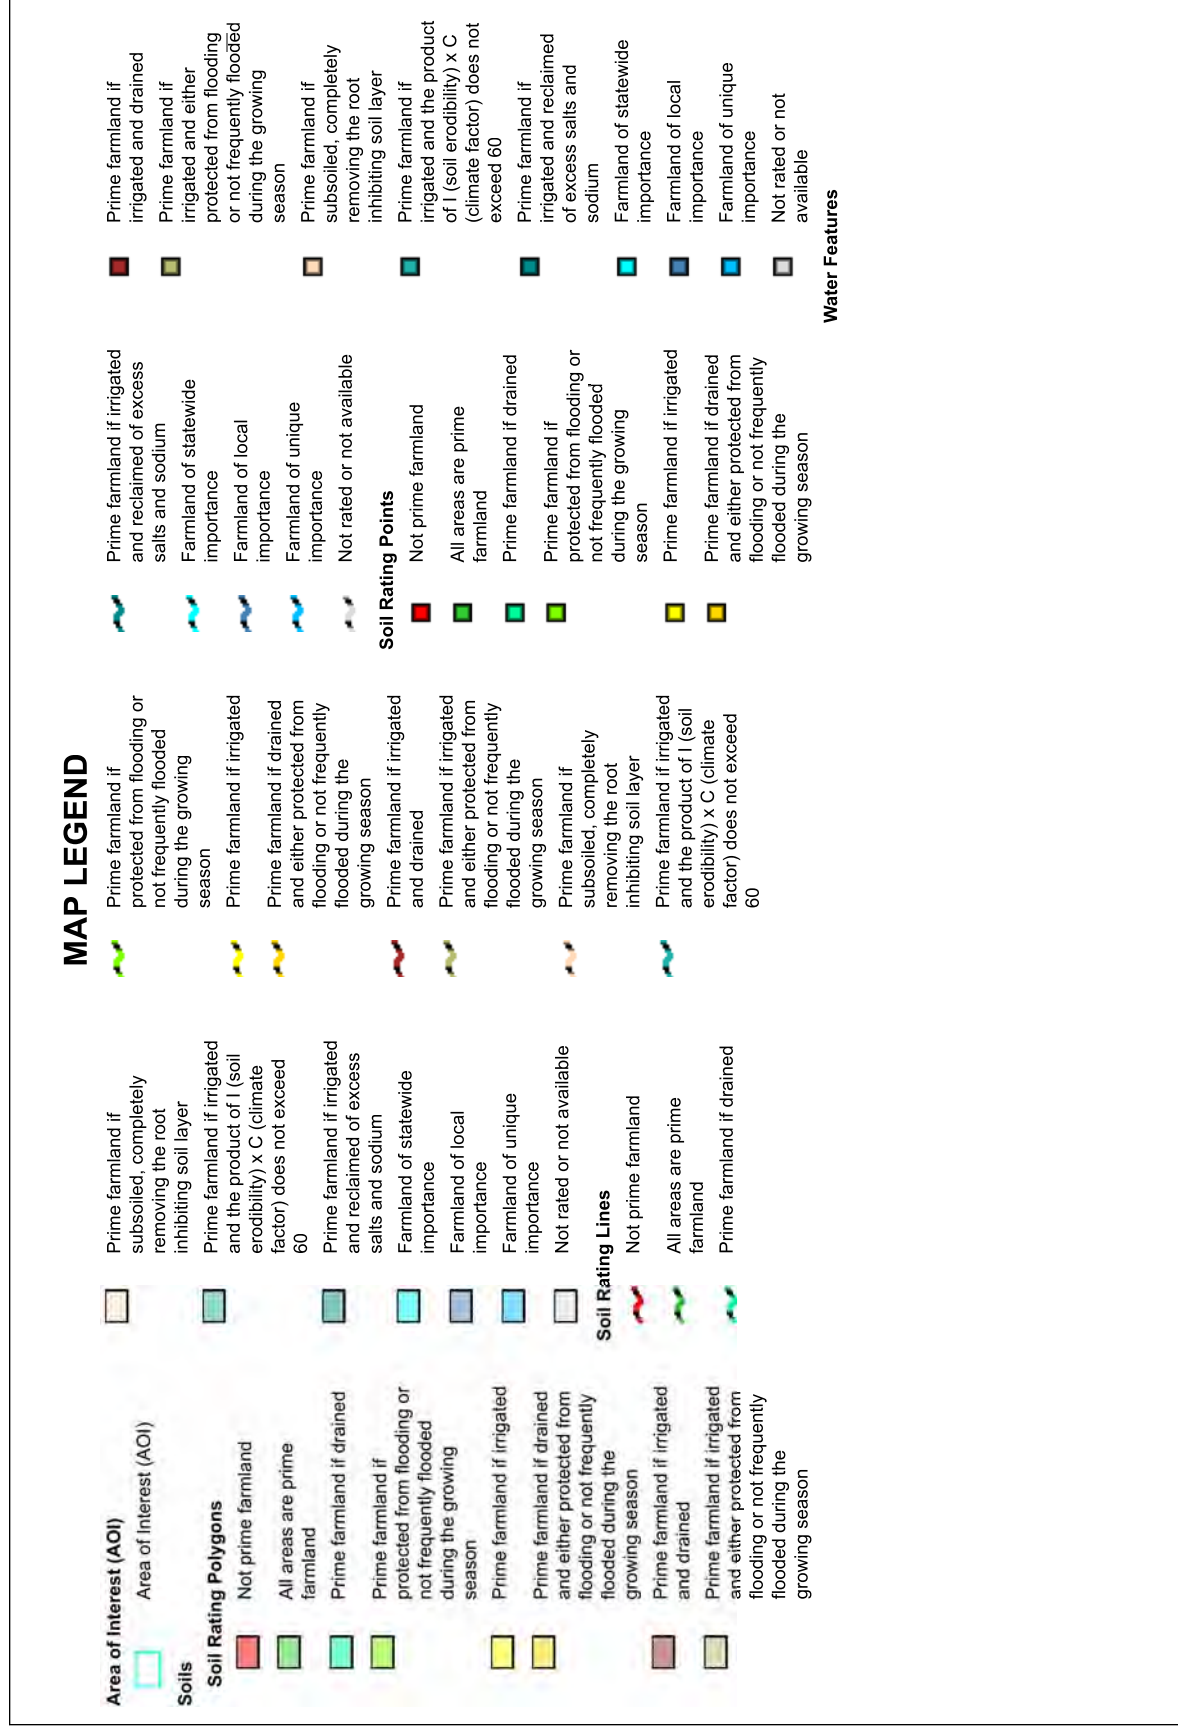 MAP LEGEND
Area of Interest (AOI)
Area of Interest (AOI)
Soils
Soil Rating Polygons
Not prime farmland
All areas are prime
farmland
Prime farmland if drained
Prime farmland if
protected from flooding or
not frequently flooded
during the growing
season
Prime farmland if irrigated
Prime farmland if drained
and either protected from
flooding or not frequently
flooded during the
growing season
Prime farmland if irrigated
and drained
Prime farmland if irrigated
and either protected from
flooding or not frequently
flooded during the
growing season
Prime farmland if
subsoiled, completely
removing the root
inhibiting soil layer
Prime farmland if irrigated
and the product of I (soil
erodibility) x C (climate
factor) does not exceed
60
Prime farmland if irrigated
and reclaimed of excess
salts and sodium
Farmland of statewide
importance
Farmland of local
importance
Farmland of unique
importance
Not rated or not available
Soil Rating Lines
Not prime farmland
All areas are prime
farmland
Prime farmland if drained
Prime farmland if
protected from flooding or
not frequently flooded
during the growing
season
Prime farmland if irrigated
Prime farmland if drained
and either protected from
flooding or not frequently
flooded during the
growing season
Prime farmland if irrigated
and drained
Prime farmland if irrigated
and either protected from
flooding or not frequently
flooded during the
growing season
Prime farmland if
subsoiled, completely
removing the root
inhibiting soil layer
Prime farmland if irrigated
and the product of I (soil
erodibility) x C (climate
factor) does not exceed
60
Prime farmland if irrigated
and reclaimed of excess
salts and sodium
Farmland of statewide
importance
Farmland of local
importance
Farmland of unique
importance
Not rated or not available
Soil Rating Points
Not prime farmland
All areas are prime
farmland
Prime farmland if drained
Prime farmland if
protected from flooding or
not frequently flooded
during the growing
season
Prime farmland if irrigated
Prime farmland if drained
and either protected from
flooding or not frequently
flooded during the
growing season
Prime farmland if
irrigated and drained
Prime farmland if
irrigated and either
protected from flooding
or not frequently flooded
during the growing
season
Prime farmland if
subsoiled, completely
removing the root
inhibiting soil layer
Prime farmland if
irrigated and the product
of I (soil erodibility) x C
(climate factor) does not
exceed 60
Prime farmland if
irrigated and reclaimed
of excess salts and
sodium
Farmland of statewide
importance
Farmland of local
importance
Farmland of unique
importance
Not rated or not
available
Water Features